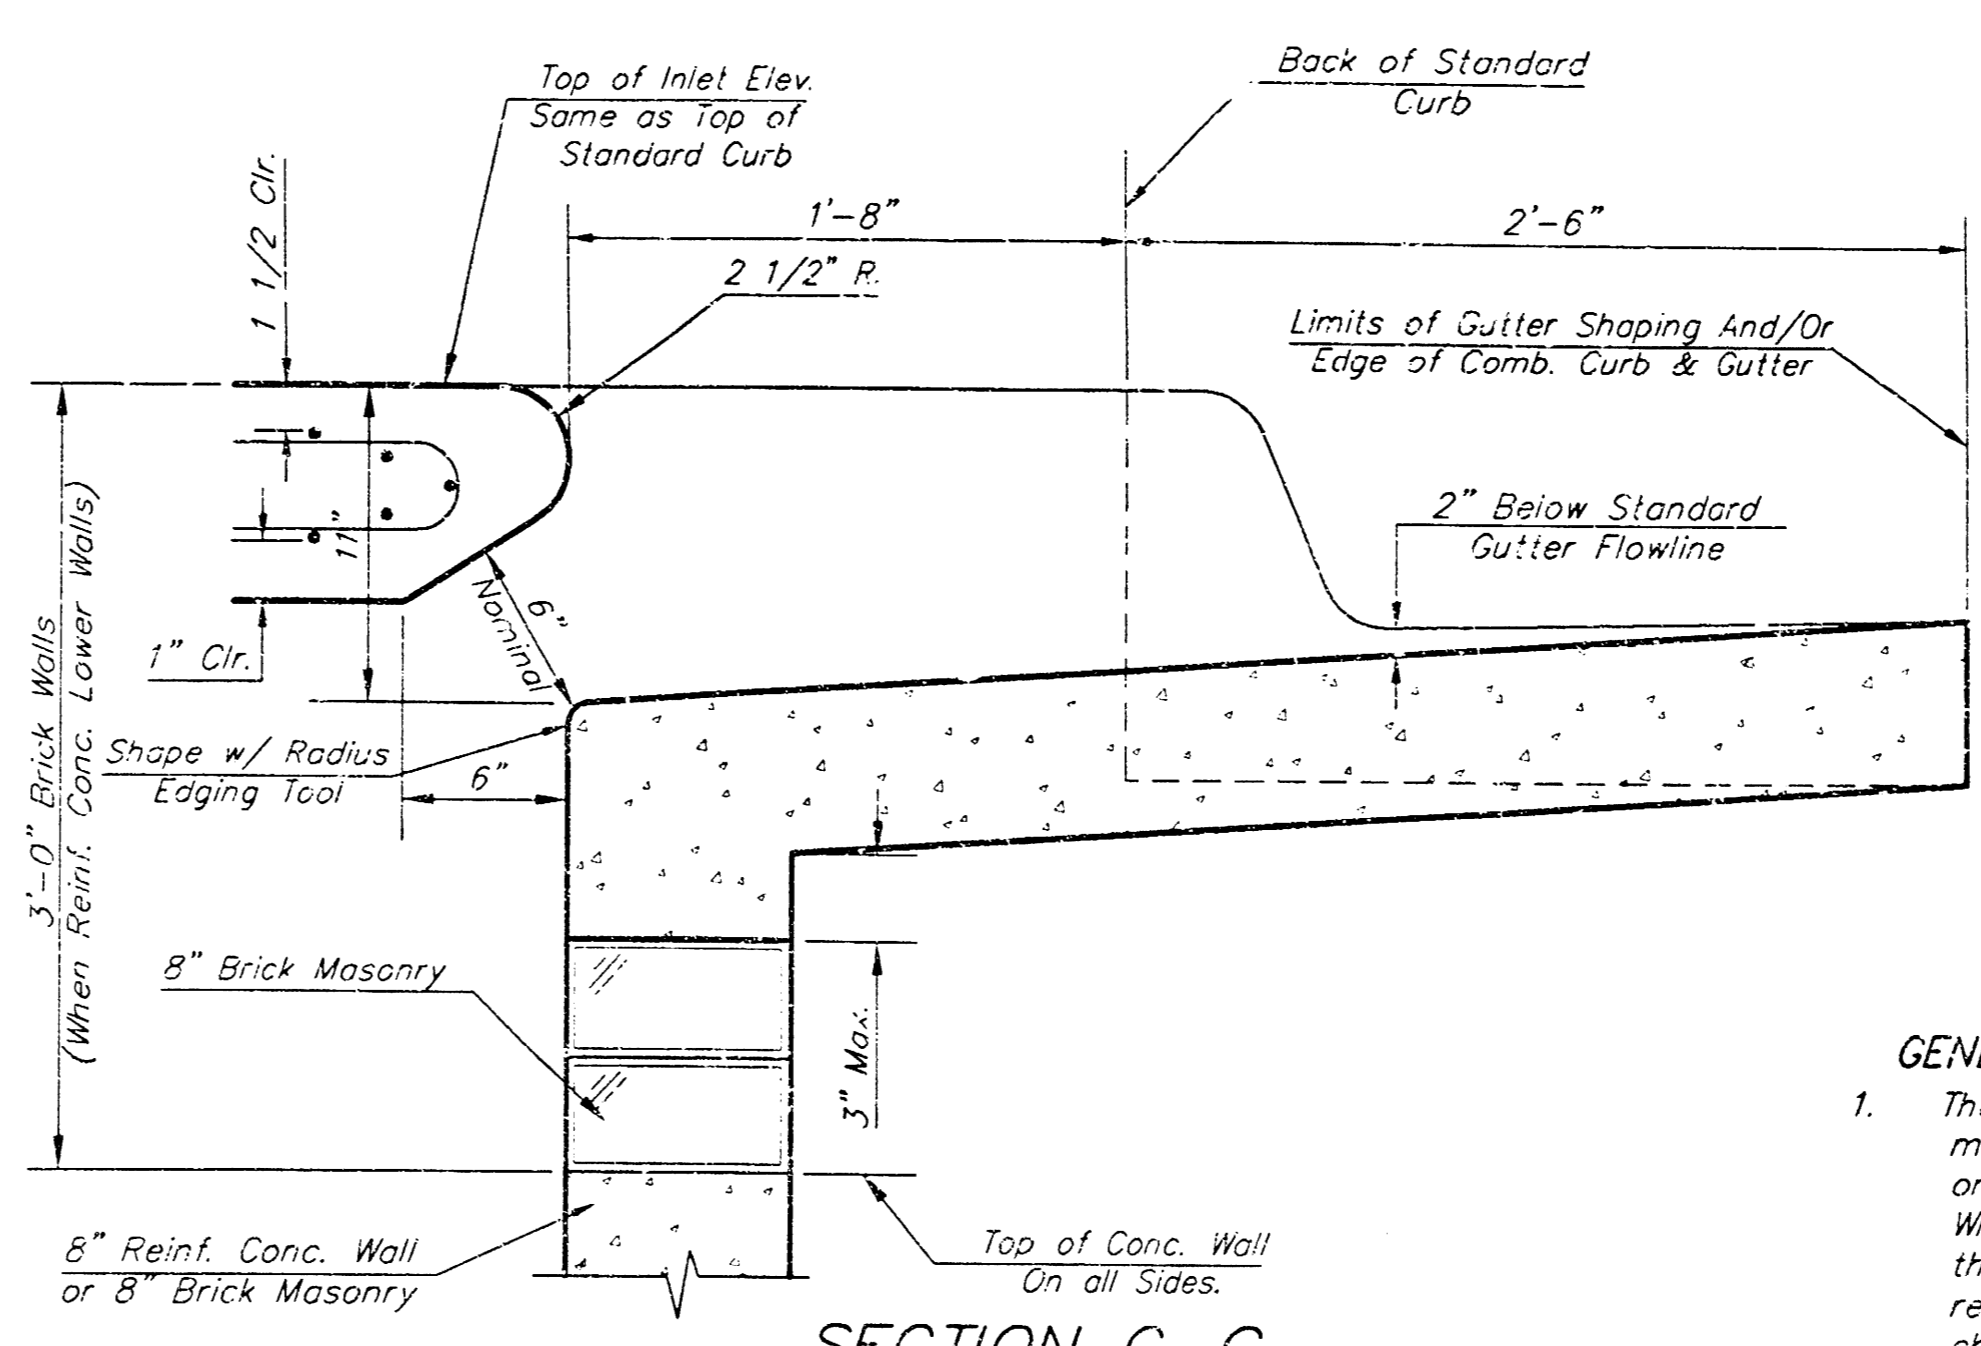 Top of Inlet Elev.
Same as Top of
Standard Curb
Back of Standard
Curb
1 1/2 Clr.
1'-8"
2'-6"
2 1/2" R.
Limits of Gutter Shaping And/Or
Edge of Comb. Curb & Gutter
11"
2" Below Standard
Gutter Flowline
6"
Nominal
1" Clr.
3'-0" Brick Walls
(When Reinf. Conc. Lower Walls)
Shape w/ Radius
Edging Tool
6"
8" Brick Masonry
3" Max.
8" Reinf. Conc. Wall
or 8" Brick Masonry
Top of Conc. Wall
On all Sides.
SECTION C-C
1.